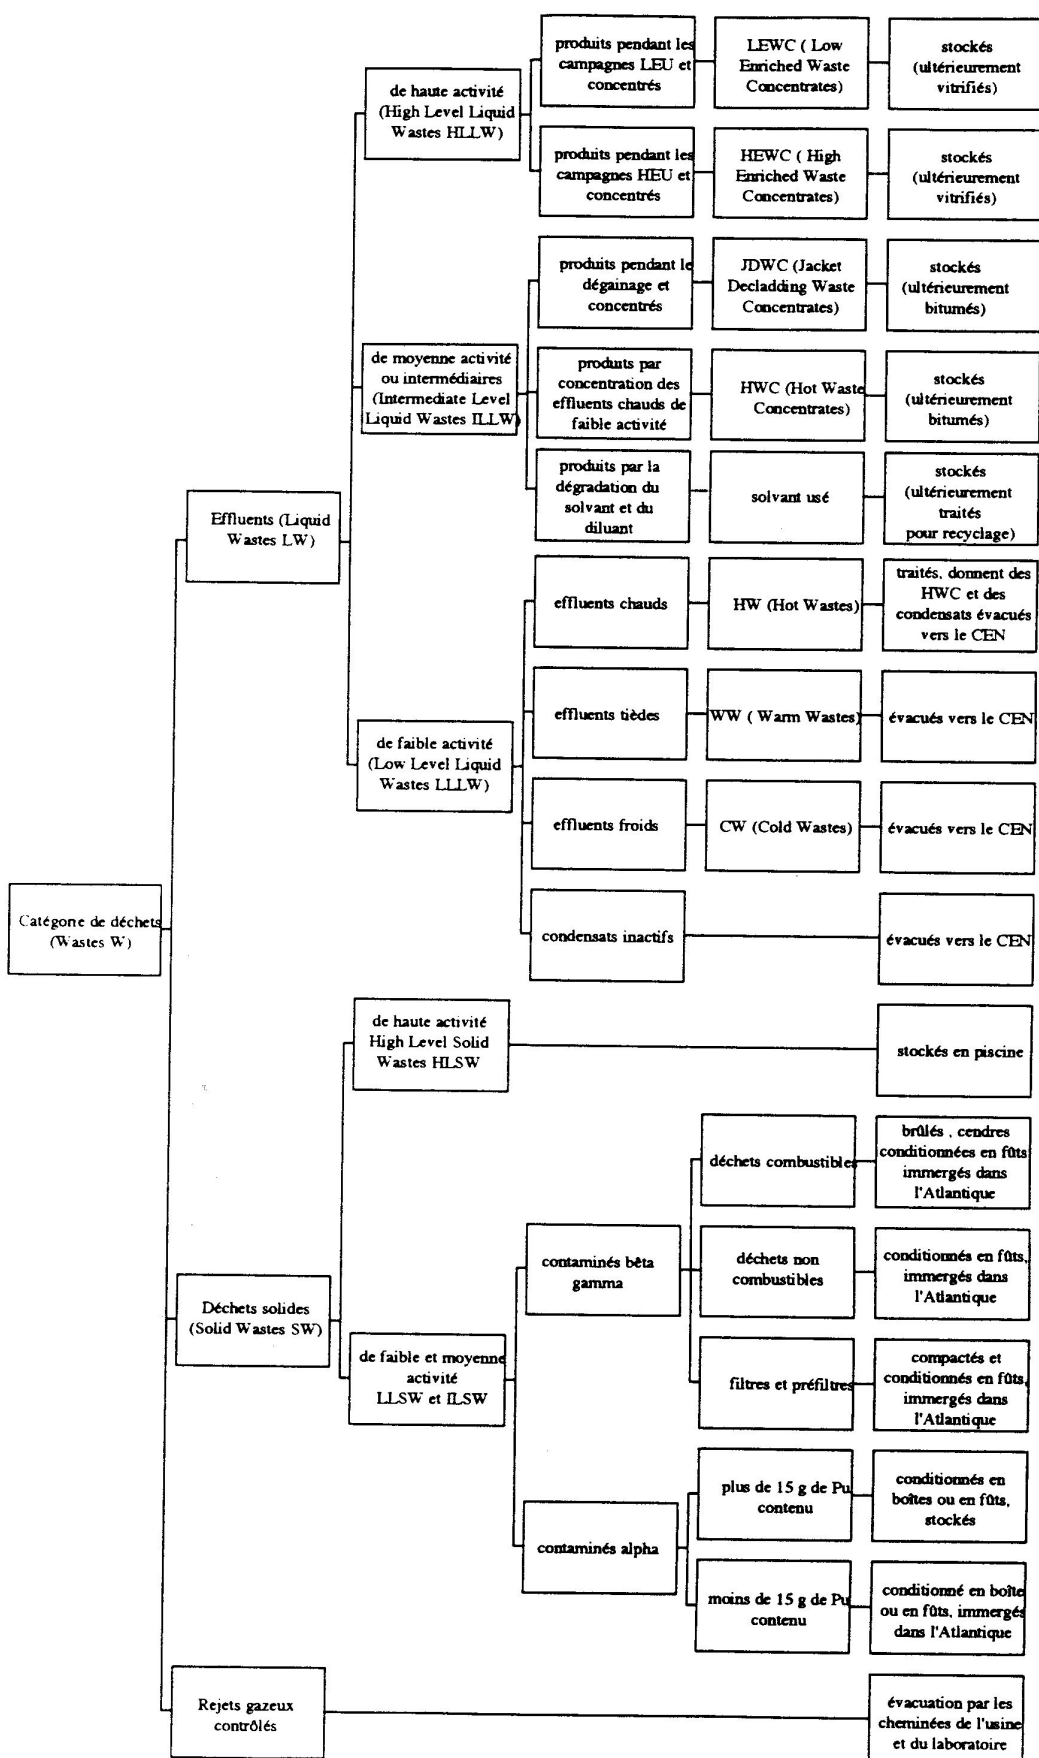 Catégorie de déchets
(Wastes W)
Effluents (Liquid
Wastes LW)
de haute activité
(High Level Liquid
Wastes HLLW)
produits pendant les
campagnes LEU et
concentrés
LEWC ( Low
Enriched Waste
Concentrates)
stockés
(ultérieurement
vitrifiés)
produits pendant les
campagnes HEU et
concentrés
HEWC ( High
Enriched Waste
Concentrates)
stockés
(ultérieurement
vitrifiés)
de moyenne activité
ou intermédiaires
(Intermediate Level
Liquid Wastes ILLW)
produits pendant le
dégainage et
concentrés
JDWC (Jacket
Decladding Waste
Concentrates)
stockés
(ultérieurement
bitumés)
produits par
concentration des
effluents chauds de
faible activité
HWC (Hot Waste
Concentrates)
stockés
(ultérieurement
bitumés)
produits par la
dégradation du
solvant et du
diluant
solvant usé
stockés
(ultérieurement
traités
pour recyclage)
de faible activité
(Low Level Liquid
Wastes LLLW)
effluents chauds
HW (Hot Wastes)
traités, donnent des
HWC et des
condensats évacués
vers le CEN
effluents tièdes
WW ( Warm Wastes)
évacués vers le CEN
effluents froids
CW (Cold Wastes)
évacués vers le CEN
condensats inactifs
évacués vers le CEN
Déchets solides
(Solid Wastes SW)
de haute activité
High Level Solid
Wastes HLSW
stockés en piscine
de faible et moyenne
activité
LLSW et ILSW
contaminés bêta
gamma
déchets combustibles
brûlés , cendres
conditionnées en fûts
immergés dans
l'Atlantique
déchets non
combustibles
conditionnés en fûts,
immergés dans
l'Atlantique
filtres et préfiltres
compactés et
conditionnés en fûts,
immergés dans
l'Atlantique
contaminés alpha
plus de 15 g de Pu
contenu
conditionnés en
boîtes ou en fûts,
stockés
moins de 15 g de Pu
contenu
conditionné en boîte
ou en fûts, immergés
dans l'Atlantique
Rejets gazeux
contrôlés
évacuation par les
cheminées de l'usine
et du laboratoire